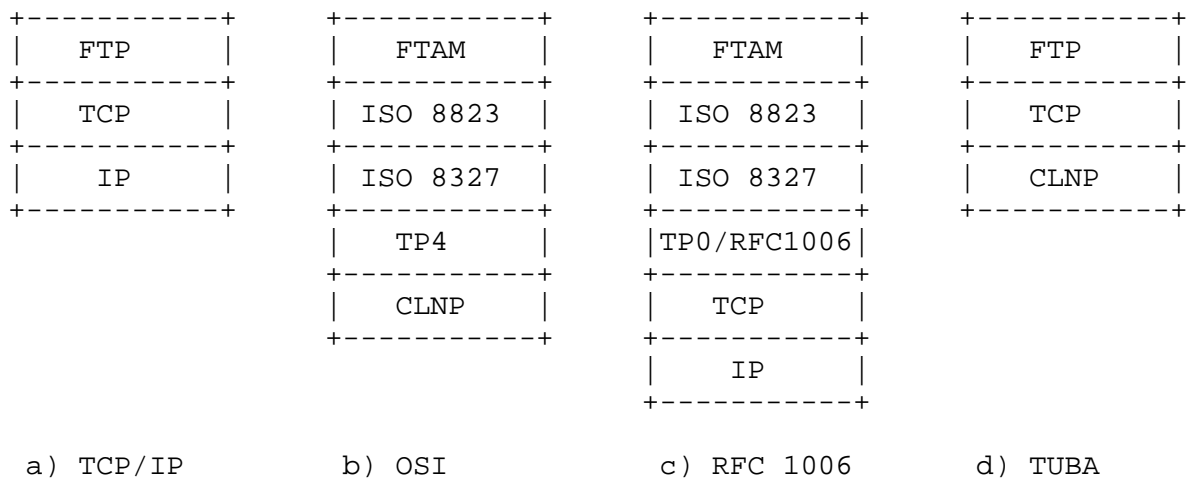 +-----------+      +-----------+      +-----------+      +-----------+
|    FTP    |      |   FTAM    |      |   FTAM    |      |   FTP     |
+-----------+      +-----------+      +-----------+      +-----------+
|    TCP    |      | ISO 8823  |      | ISO 8823  |      |   TCP     |
+-----------+      +-----------+      +-----------+      +-----------+
|     IP    |      | ISO 8327  |      | ISO 8327  |      |   CLNP    |
+-----------+      +-----------+      +-----------+      +-----------+
                   |   TP4     |      |TP0/RFC1006|
                   +-----------+      +-----------+
                   |   CLNP    |      |   TCP     |
                   +-----------+      +-----------+
                                      |    IP     |
                                      +-----------+
 a) TCP/IP          b) OSI             c) RFC 1006        d) TUBA